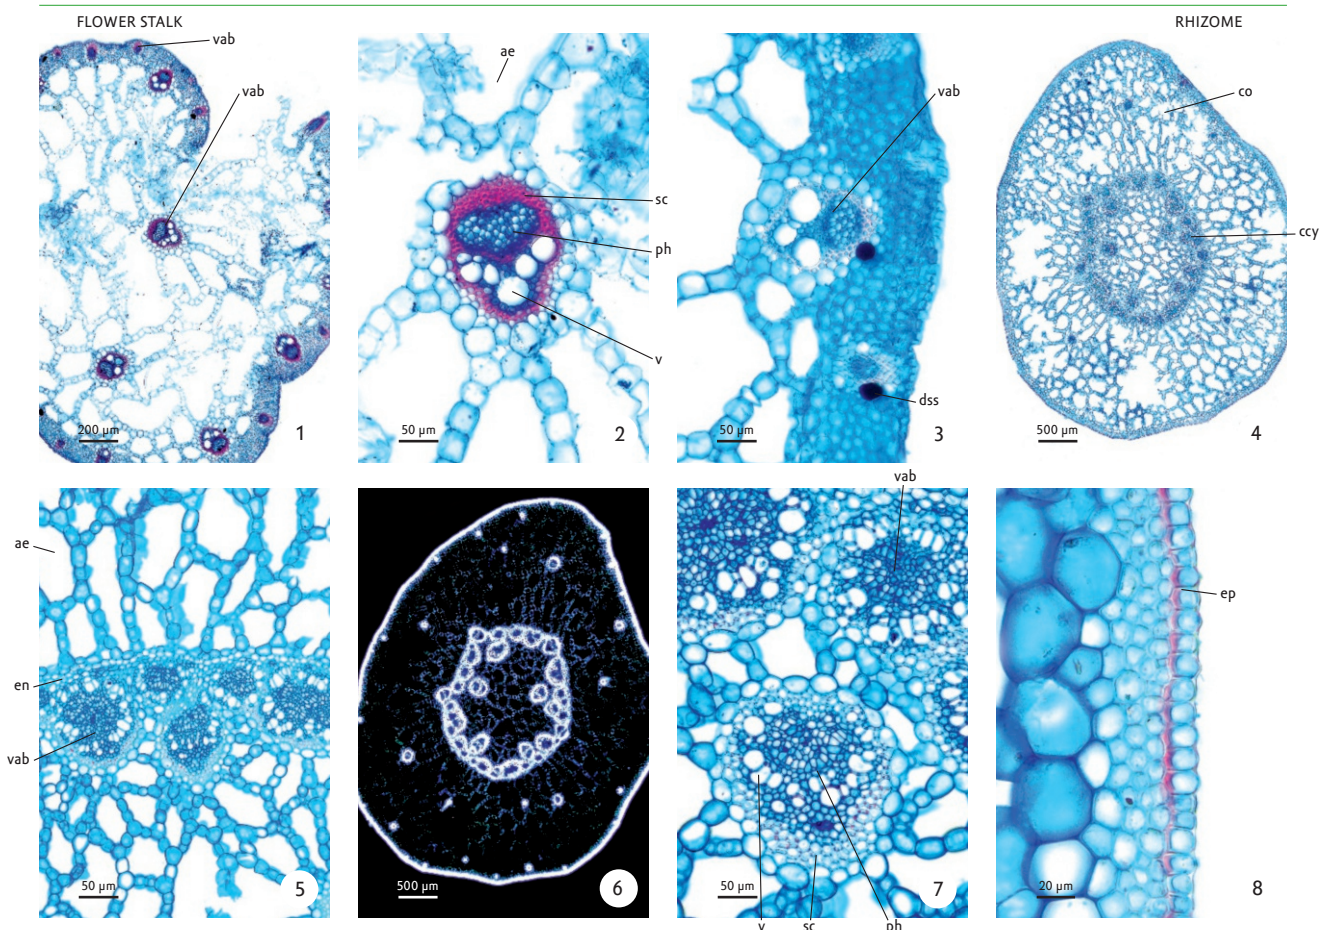 FLOWER STALK
RHIZOME
vab
vab
200 µm
1
ae
sc
ph
v
50 µm
2
vab
dss
50 µm
3
co
ccy
500 µm
4
ae
en
vab
50 µm
5
500 µm
6
vab
50 µm
7
v
sc
ph
ep
20 µm
8